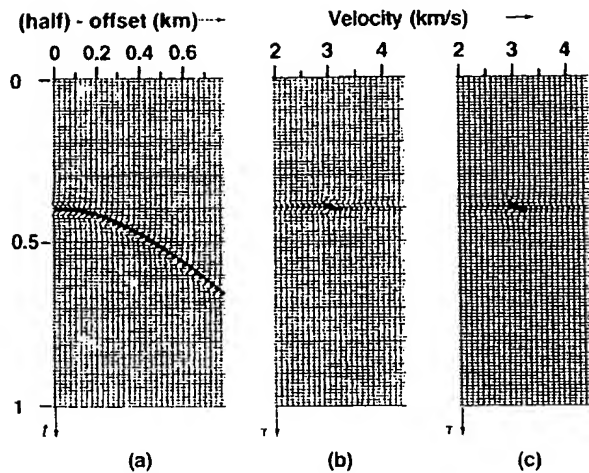 (half) - offset (km) Velocity (km/s)
0 0.2 0.4 0.6 2 3 4 2 3 4
0
0.5
1
t τ τ
(a) (b) (c)